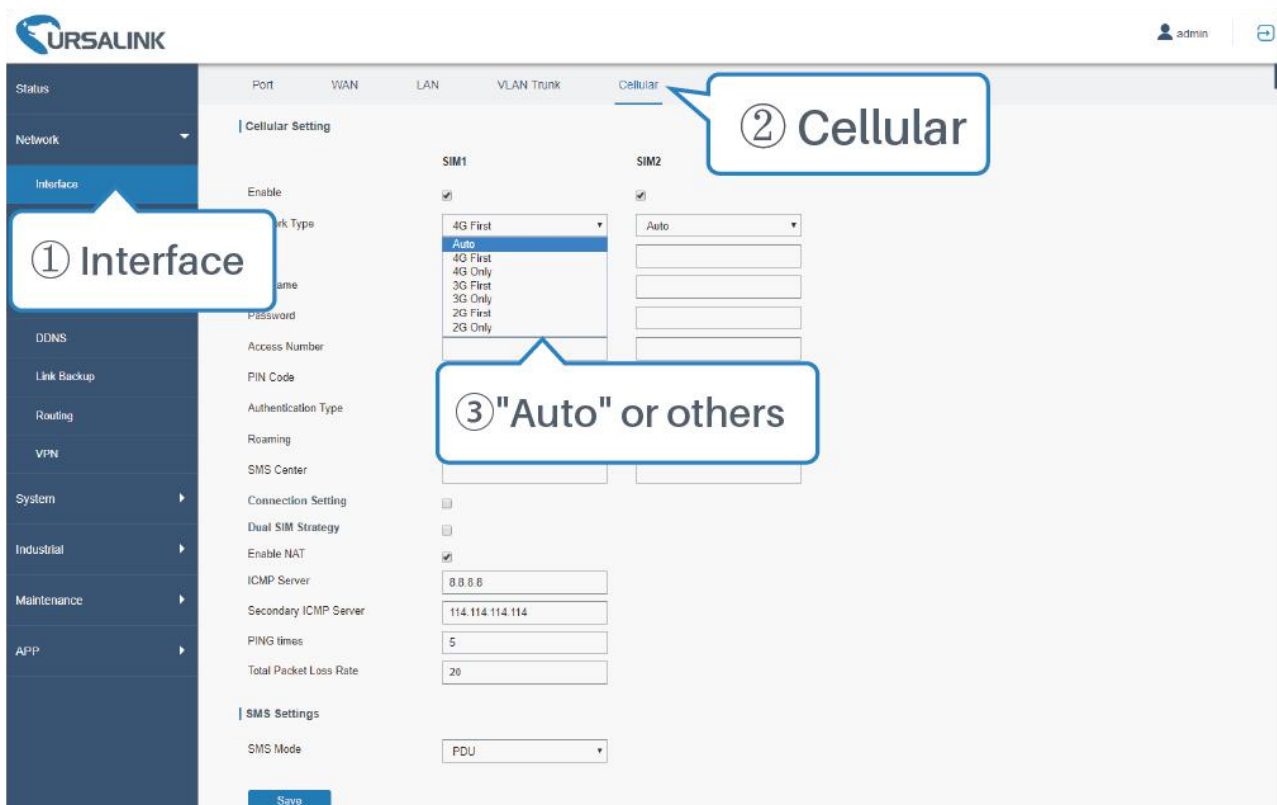 URSALINK
admin
Status
Port WAN LAN VLAN Trunk Cellular
② Cellular
Network
Cellular Setting
SIM1 SIM2
Interface
Enable
① Interface
rk Type 4G First Auto
Auto
4G First
4G Only
3G First
3G Only
2G First
2G Only
ame
Password
DDNS
Access Number
Link Backup
PIN Code
③"Auto" or others
Routing
Authentication Type
Roaming
VPN
SMS Center
System
Connection Setting
Dual SIM Strategy
Industrial
Enable NAT
ICMP Server 8.8.8.8
Maintenance
Secondary ICMP Server 114.114.114.114
PING times 5
APP
Total Packet Loss Rate 20
SMS Settings
SMS Mode PDU
Save